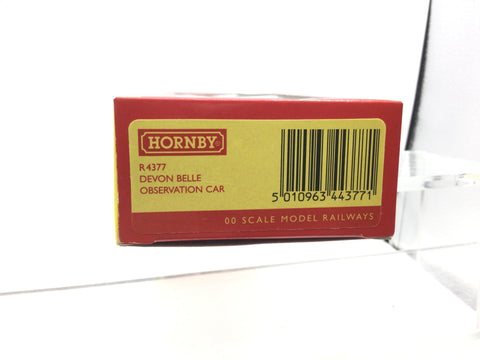 HORNBY
R4377
DEVON BELLE
OBSERVATION CAR
5 010963 443771
00 SCALE MODEL RAILWAYS